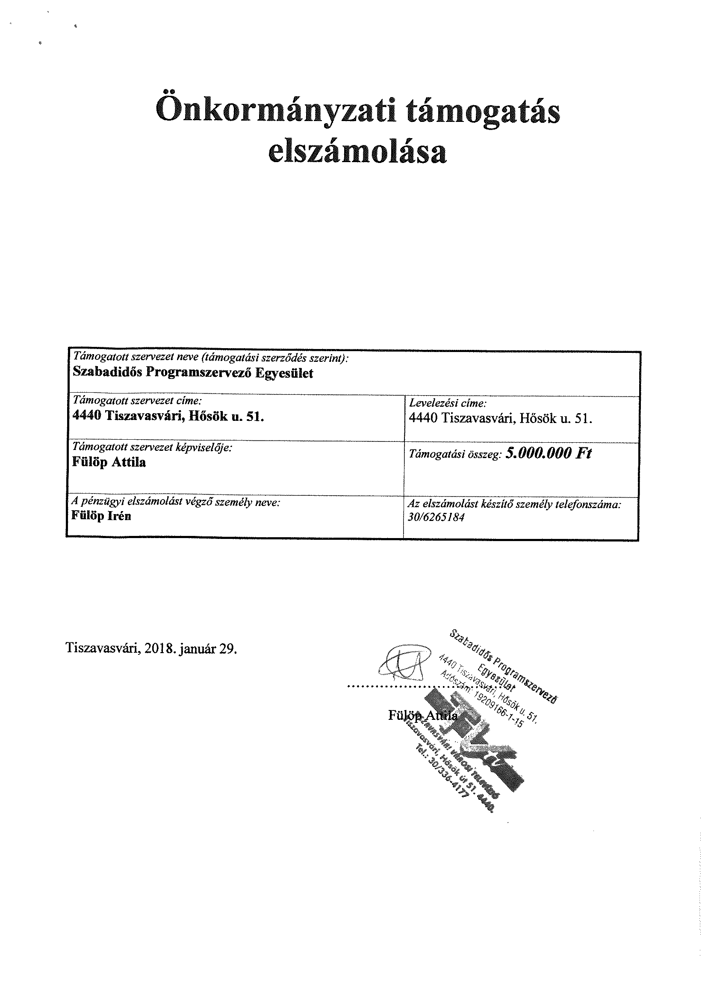 Önkormányzati támogatás
elszámolása
Támogatott szervezet neve (támogatási szerződés szerint):
Szabadidős Programszervező Egyesület
Támogatott szervezet címe:
4440 Tiszavasvári, Hősök u. 51.
Levelezési címe:
4440 Tiszavasvári, Hősök u. 51.
Támogatott szervezet képviselője:
Fülöp Attila
Támogatási összeg: 5.000.000 Ft
A pénzügyi elszámolást végző személy neve:
Fülöp Irén
Az elszámolást készítő személy telefonszáma:
30/6265184
Tiszavasvári, 2018. január 29.
Szabadidős Programszervező
Egyesület
4440 Tiszavasvári, Hősök u. 51.
Adószám: 19209166-1-15
Fülöp Attila
VÁROSI TELEVÍZIÓ
Tiszavasvári, Hősök út 51. 4440.
Tel.: 30/336-4177